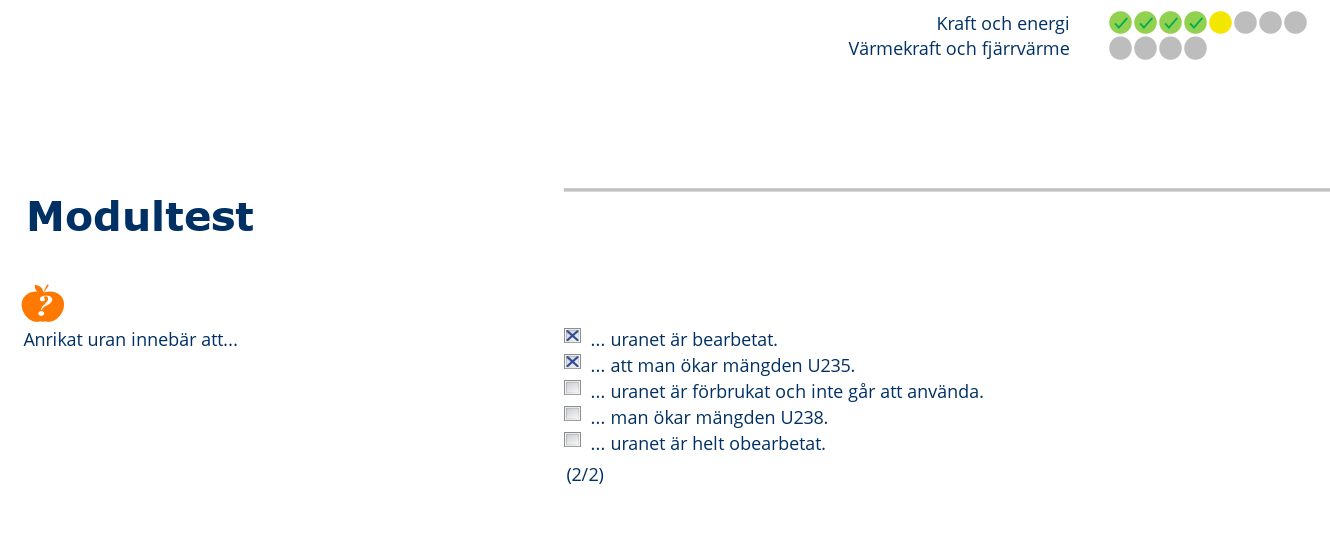 Kraft och energi
Värmekraft och fjärrvärme
Modultest
?
Anrikat uran innebär att...
... uranet är bearbetat.
... att man ökar mängden U235.
... uranet är förbrukat och inte går att använda.
... man ökar mängden U238.
... uranet är helt obearbetat.
(2/2)